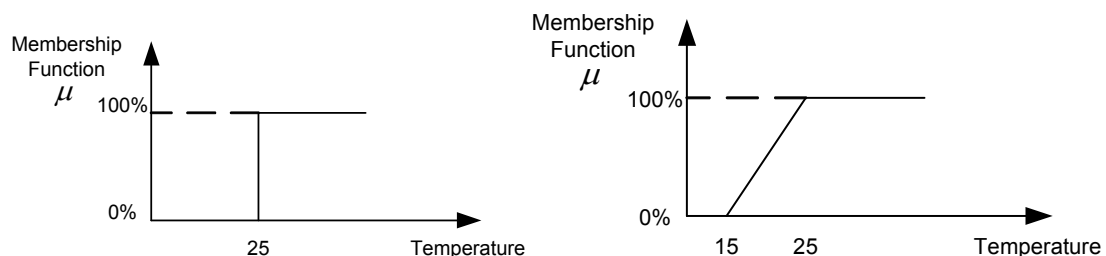 Membership
Function
μ
100%
0%
25
Temperature
Membership
Function
μ
100%
0%
15
25
Temperature